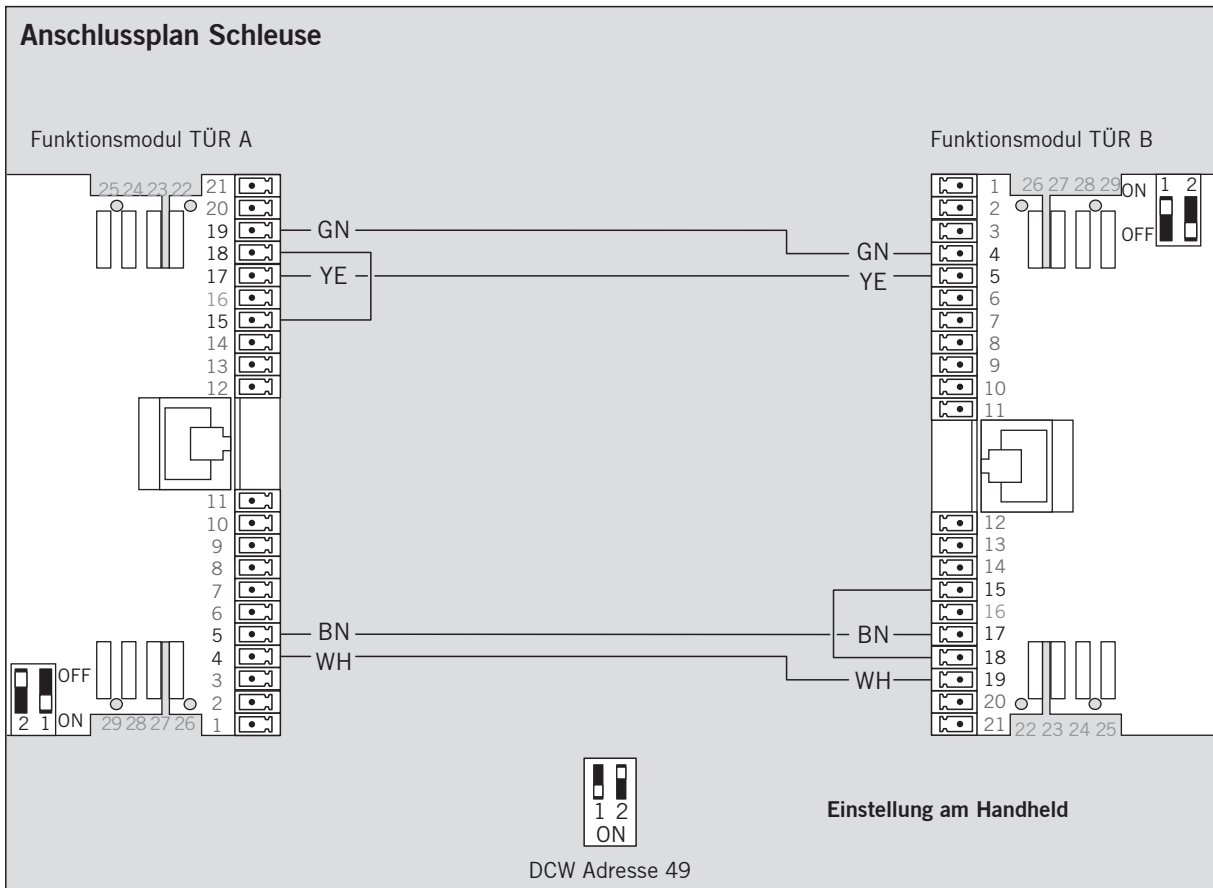 Anschlussplan Schleuse
Funktionsmodul TÜR A
Funktionsmodul TÜR B
25 24 23 22
21
20
19
18
17
16
15
14
13
12
11
10
9
8
7
6
5
4
3
2
1
29 28 27 26
OFF
ON
2 1
GN
YE
GN
YE
BN
WH
BN
WH
1
2
3
4
5
6
7
8
9
10
11
12
13
14
15
16
17
18
19
20
21
26 27 28 29
ON
OFF
1 2
22 23 24 25
1 2
ON
DCW Adresse 49
Einstellung am Handheld